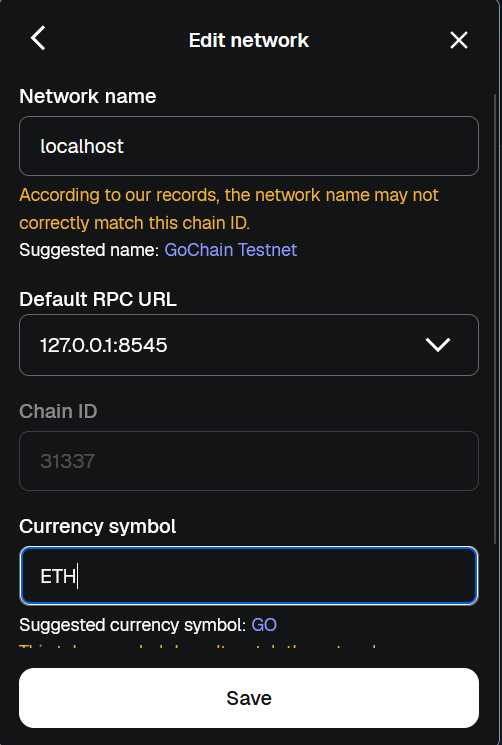 Edit network
Network name
localhost
According to our records, the network name may not
correctly match this chain ID.
Suggested name: GoChain Testnet
Default RPC URL
127.0.0.1:8545
Chain ID
31337
Currency symbol
ETH
Suggested currency symbol: GO
Save